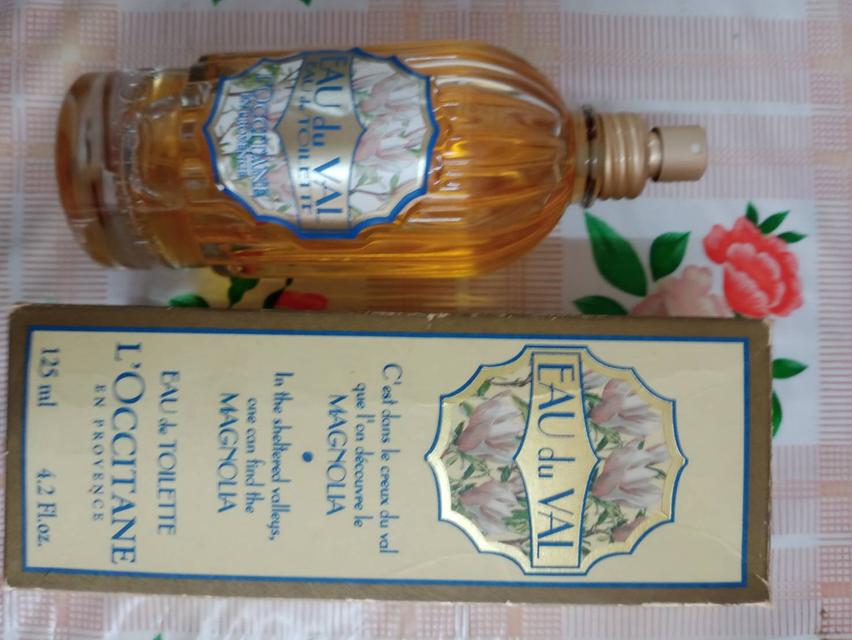 EAU du VAL
EAU de TOILETTE
L'OCCITANE
EN PROVENCE
EAU du VAL
C'est dans le creux du val
que l'on découvre le
MAGNOLIA
•
In the sheltered valleys,
one can find the
MAGNOLIA
EAU de TOILETTE
L'OCCITANE
EN PROVENCE
125 ml 4.2 Fl.oz.